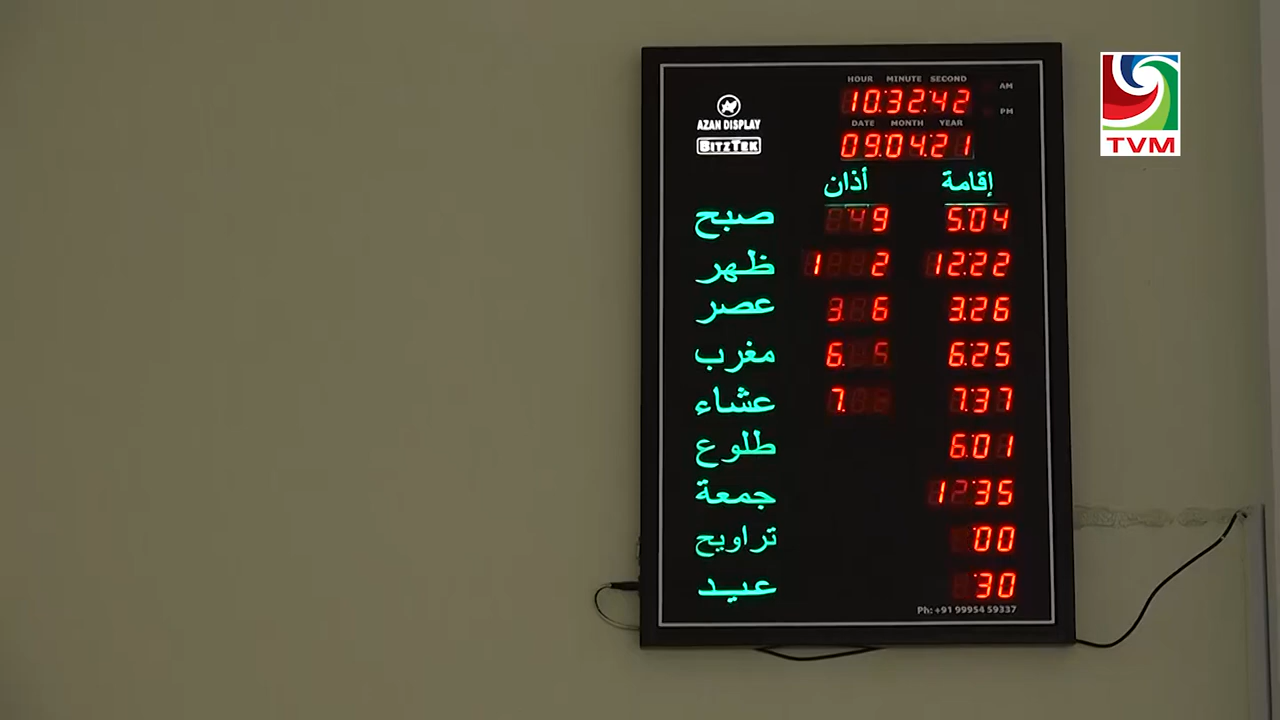 HOUR MINUTE SECOND
AM
10.32.42
PM
DATE MONTH YEAR
09.04.21
AZAN DISPLAY
BITZTEK
أذان إقامة
صبح 5.04
ظهر 12.22
عصر 3.26
مغرب 6.25
عشاء 7.37
طلوع 6.01
جمعة 35
تراويح 00
عيد 30
Ph: +91 99954 59337
TVM